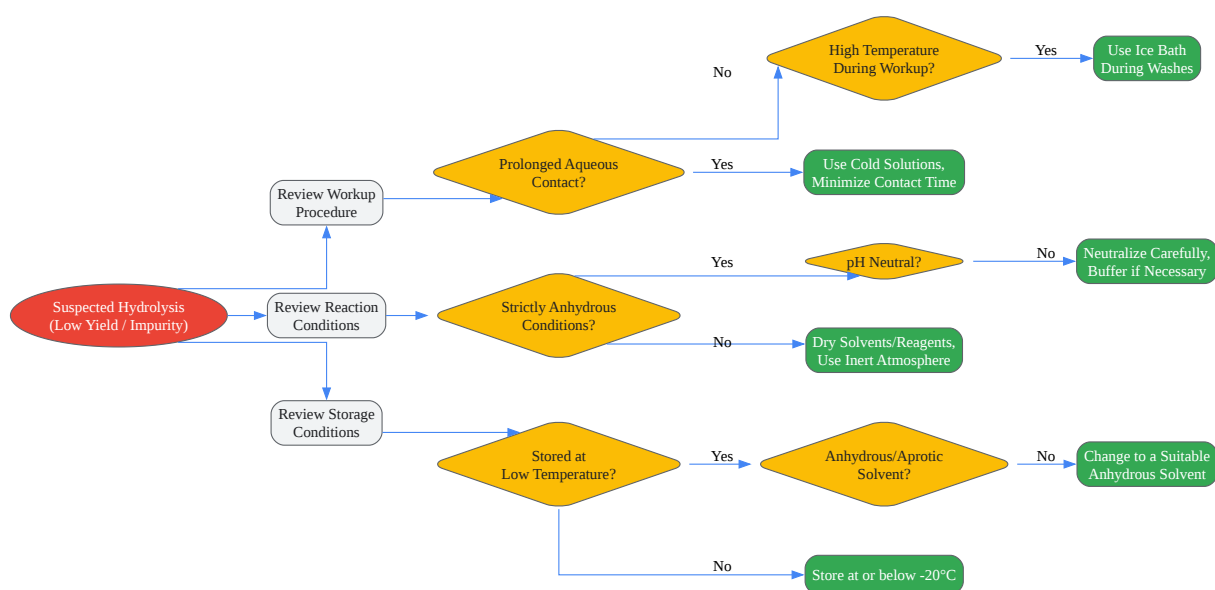 High Temperature
During Workup?
Yes
Use Ice Bath
During Washes
No
Prolonged Aqueous
Contact?
Yes
Use Cold Solutions,
Minimize Contact Time
Review Workup
Procedure
Suspected Hydrolysis
(Low Yield / Impurity)
Review Reaction
Conditions
Strictly Anhydrous
Conditions?
Yes
pH Neutral?
No
Neutralize Carefully,
Buffer if Necessary
No
Dry Solvents/Reagents,
Use Inert Atmosphere
Review Storage
Conditions
Stored at
Low Temperature?
Yes
Anhydrous/Aprotic
Solvent?
No
Change to a Suitable
Anhydrous Solvent
No
Store at or below -20°C